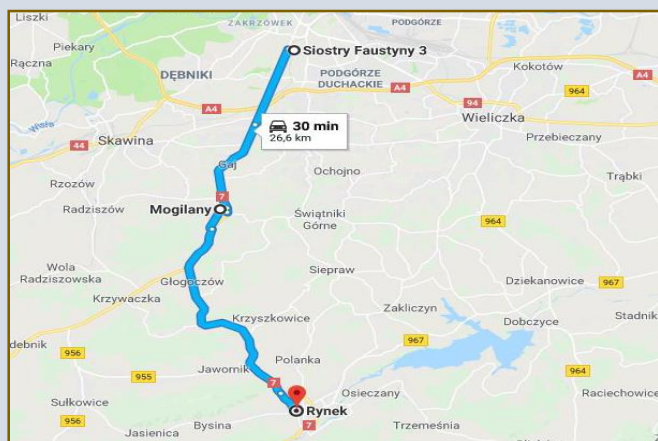 Liszki
ZAKRZÓWEK
PODGÓRZE
Piekary
Siostry Faustyny 3
Rączna
DĘBNIKI
PODGÓRZE
DUCHACKIE
Kokotów
A4
964
A4
A4
94
Wisła
30 min
26,6 km
Wieliczka
44
Skawina
Przebieczany
Gaj
Ochojno
Trąbki
Rzozów
7
Radziszów
Mogilany
Świątniki
Górne
964
Wola
Radziszowska
Siepraw
Głogoczów
Dziekanowice
967
Krzywaczka
Zakliczyn
Krzyszkowice
Dobczyce
Stadnik
967
debnik
956
Polanka
955
Jawornik
964
7
Osieczany
Raciechowice
Sułkowice
Rynek
956
Bysina
7
Trzemeśnia
Jasienica